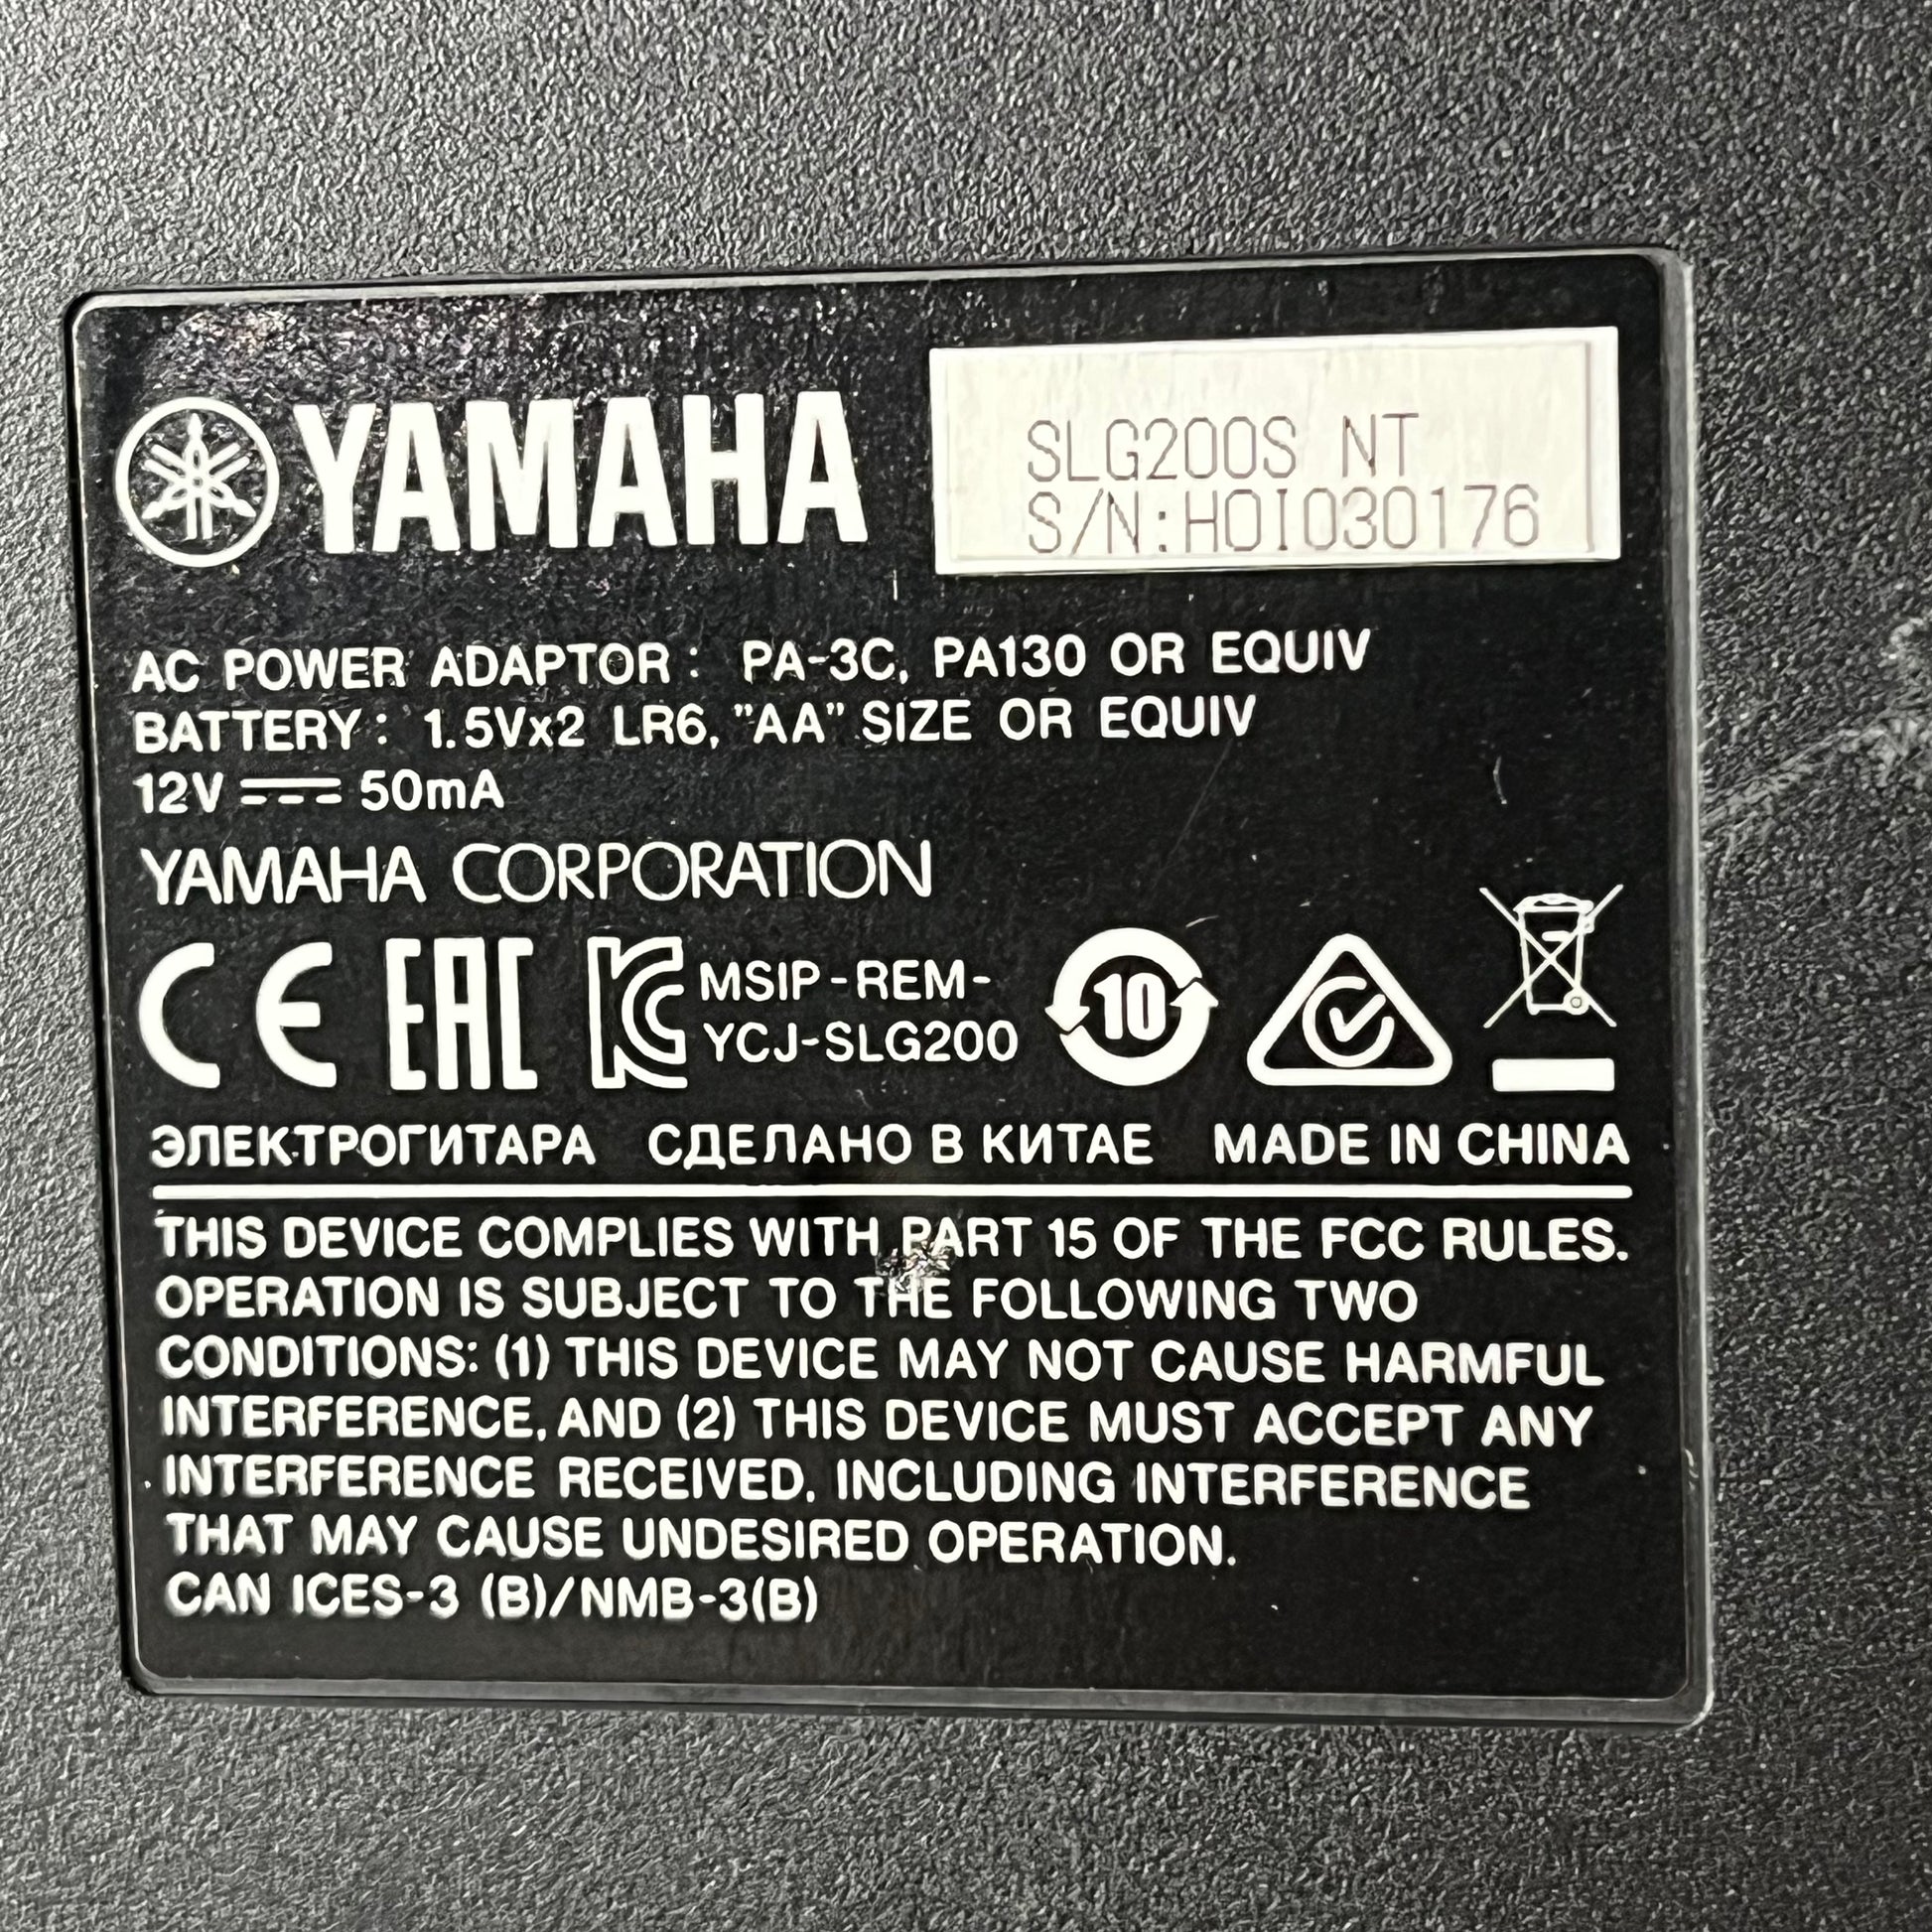 YAMAHA
SLG200S NT
S/N:HOI030176
AC POWER ADAPTOR : PA-3C, PA130 OR EQUIV
BATTERY : 1.5Vx2 LR6, "AA" SIZE OR EQUIV
12V ⎓ 50mA
YAMAHA CORPORATION
CE EAC KC MSIP-REM-
YCJ-SLG200
10
ЭЛЕКТРОГИТАРА СДЕЛАНО В КИТАЕ MADE IN CHINA
THIS DEVICE COMPLIES WITH PART 15 OF THE FCC RULES.
OPERATION IS SUBJECT TO THE FOLLOWING TWO
CONDITIONS: (1) THIS DEVICE MAY NOT CAUSE HARMFUL
INTERFERENCE, AND (2) THIS DEVICE MUST ACCEPT ANY
INTERFERENCE RECEIVED, INCLUDING INTERFERENCE
THAT MAY CAUSE UNDESIRED OPERATION.
CAN ICES-3 (B)/NMB-3(B)